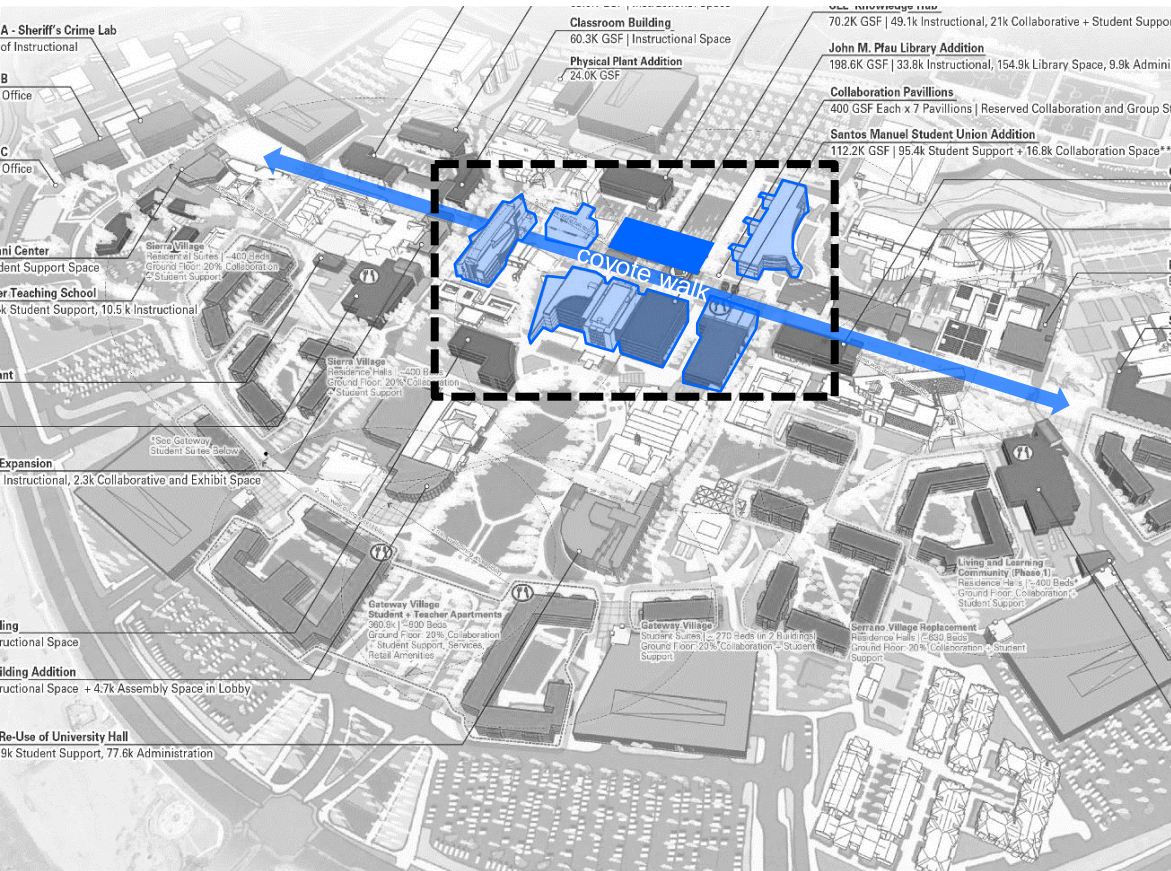 Classroom Building
60.3K GSF | Instructional Space
Physical Plant Addition
24.0K GSF
70.2K GSF | 49.1k Instructional, 21k Collaborative + Student Suppo
John M. Pfau Library Addition
198.6K GSF | 33.8k Instructional, 154.9k Library Space, 9.9k Admini
Collaboration Pavillions
400 GSF Each x 7 Pavillions | Reserved Collaboration and Group St
Santos Manuel Student Union Addition
112.2K GSF | 95.4k Student Support + 16.8k Collaboration Space**
A - Sheriff's Crime Lab
of Instructional
B
Office
C
Office
ni Center
dent Support Space
er Teaching School
k Student Support, 10.5 k Instructional
ant
Expansion
Instructional, 2.3k Collaborative and Exhibit Space
ding
ructional Space
ilding Addition
ructional Space + 4.7k Assembly Space in Lobby
Re-Use of University Hall
9k Student Support, 77.6k Administration
coyote walk
Sierra Village
Residential Suites | ~400 Beds
Ground Floor: 20% Collaboration
+ Student Support
Sierra Village
Residence Halls | ~400 B
Ground Floor: 20% Collaboration
+ Student Support
*See Gateway
Student Suites Below
Gateway Village
Student + Teacher Apartments
360.8k | ~800 Beds
Ground Floor: 20% Collaboration
+ Student Support, Services,
Retail Amenities
Gateway Village
Student Suites | ~ 270 Beds (in 2 Buildings)
Ground Floor: 20% Collaboration + Student
Support
Serrano Village Replacement
Residence Halls | ~630 Beds
Ground Floor: 20% Collaboration + Student
Support
Living and Learning
Community (Phase 1)
Residence Halls | ~400 Beds
Ground Floor: Collaboration +
Student Support